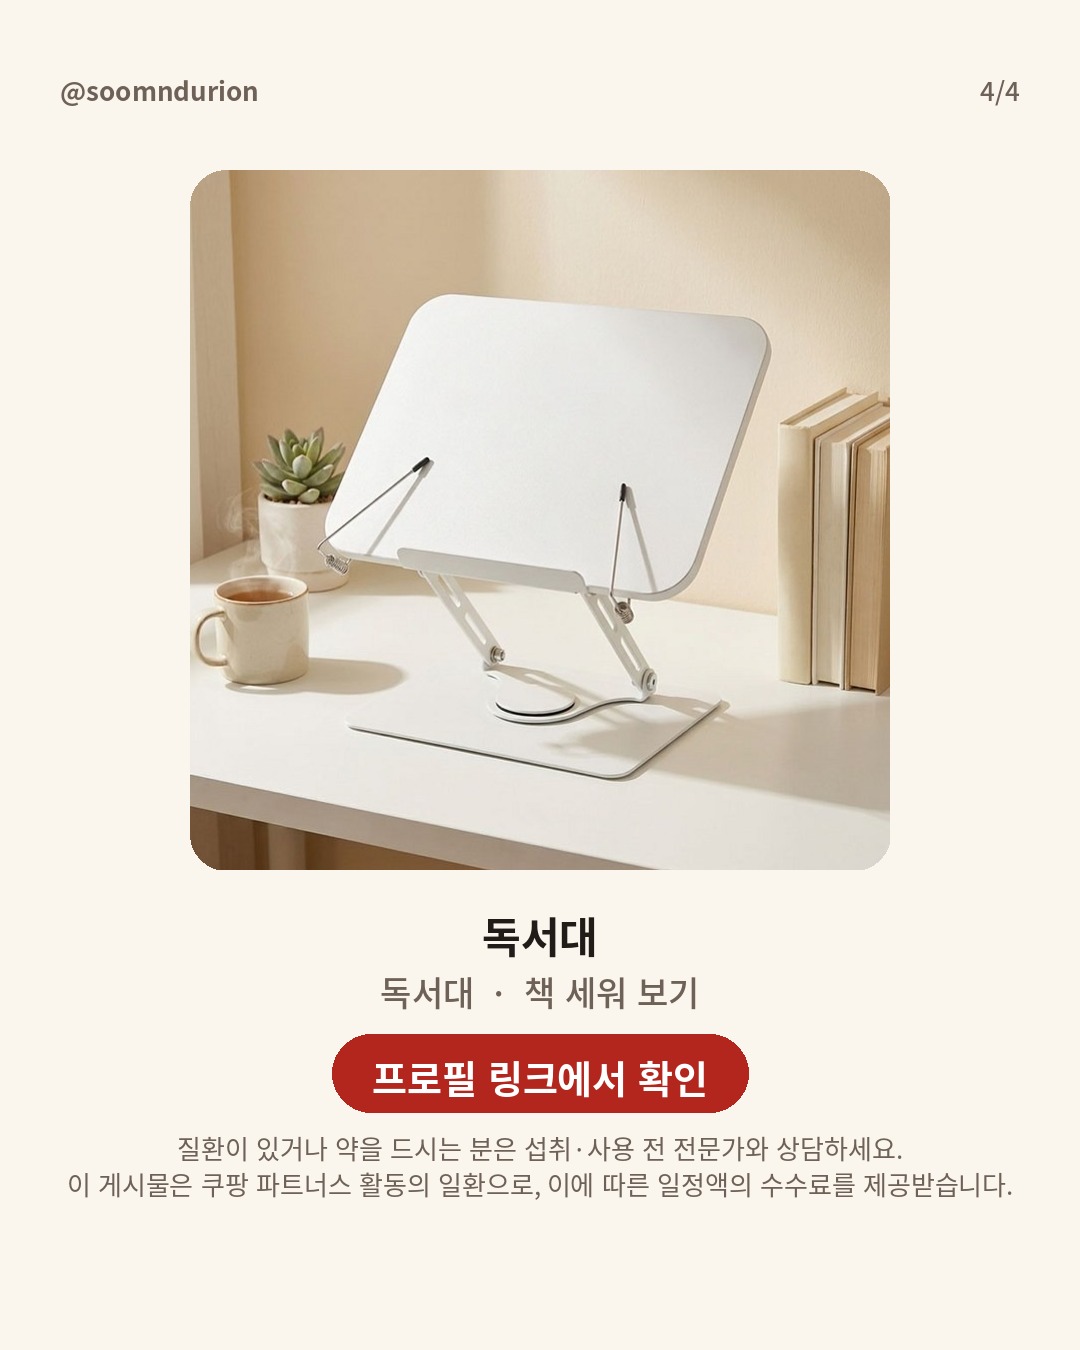 @soomndurion
4/4
독서대
독서대 · 책 세워 보기
프로필 링크에서 확인
질환이 있거나 약을 드시는 분은 섭취·사용 전 전문가와 상담하세요.
이 게시물은 쿠팡 파트너스 활동의 일환으로, 이에 따른 일정액의 수수료를 제공받습니다.